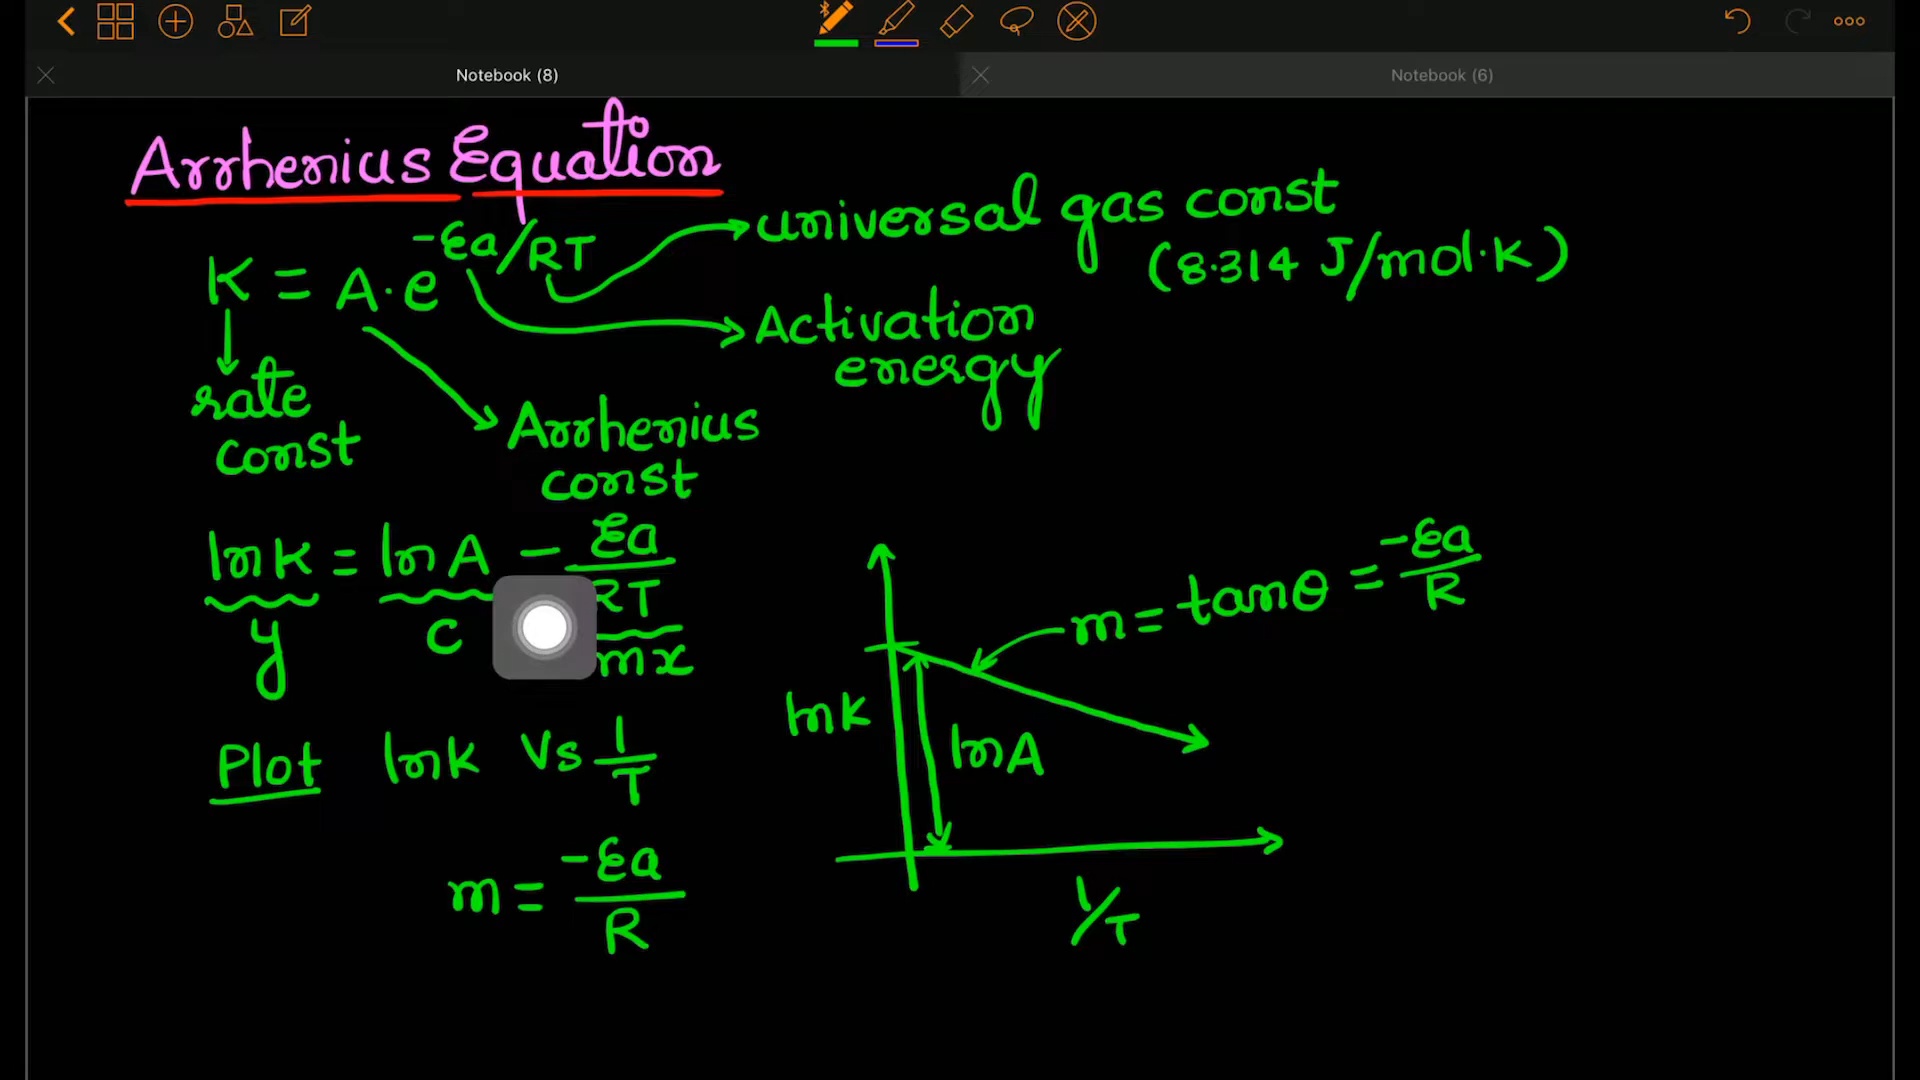 Notebook (8)
Notebook (6)
Arrhenius Equation
K = A·e^-Ea/RT
universal gas const
(8.314 J/mol·K)
Activation
energy
rate
const
Arrhenius
const
lnK = lnA - Ea/RT
y
c
mx
Plot lnK Vs 1/T
m = -Ea/R
lnK
lnA
m = tanθ = -Ea/R
1/T